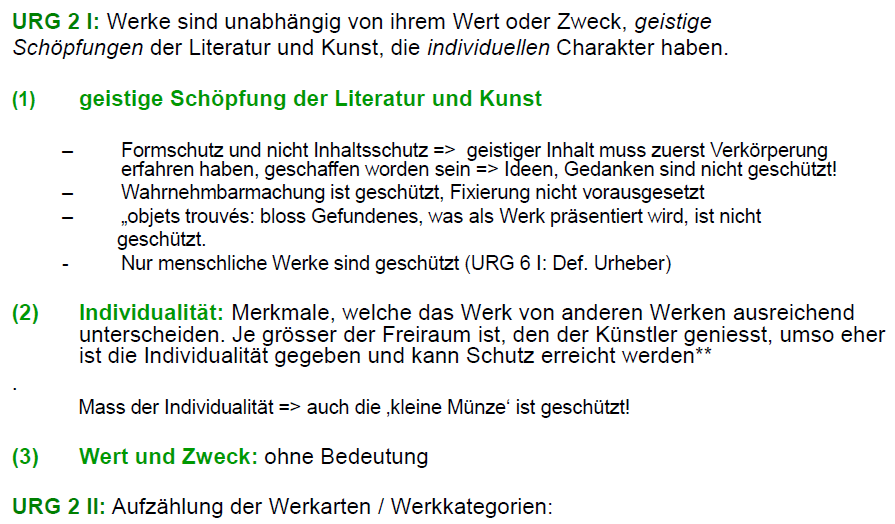 URG 2 I: Werke sind unabhängig von ihrem Wert oder Zweck, geistige
Schöpfungen der Literatur und Kunst, die individuellen Charakter haben.
(1) geistige Schöpfung der Literatur und Kunst
– Formschutz und nicht Inhaltsschutz => geistiger Inhalt muss zuerst Verkörperung
erfahren haben, geschaffen worden sein => Ideen, Gedanken sind nicht geschützt!
– Wahrnehmbarmachung ist geschützt, Fixierung nicht vorausgesetzt
– „objets trouvés: bloss Gefundenes, was als Werk präsentiert wird, ist nicht
geschützt.
- Nur menschliche Werke sind geschützt (URG 6 I: Def. Urheber)
(2) Individualität: Merkmale, welche das Werk von anderen Werken ausreichend
unterscheiden. Je grösser der Freiraum ist, den der Künstler geniesst, umso eher
ist die Individualität gegeben und kann Schutz erreicht werden**
.
Mass der Individualität => auch die ‚kleine Münze‘ ist geschützt!
(3) Wert und Zweck: ohne Bedeutung
URG 2 II: Aufzählung der Werkarten / Werkkategorien: